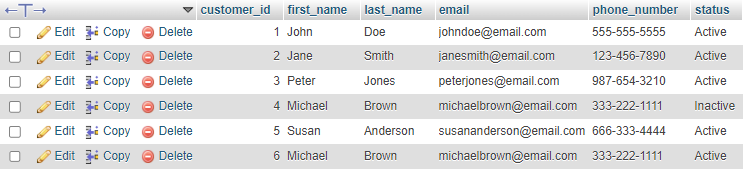 customer_id first_name last_name email phone_number status
Edit Copy Delete 1 John Doe johndoe@email.com 555-555-5555 Active
Edit Copy Delete 2 Jane Smith janesmith@email.com 123-456-7890 Active
Edit Copy Delete 3 Peter Jones peterjones@email.com 987-654-3210 Active
Edit Copy Delete 4 Michael Brown michaelbrown@email.com 333-222-1111 Inactive
Edit Copy Delete 5 Susan Anderson susananderson@email.com 666-333-4444 Active
Edit Copy Delete 6 Michael Brown michaelbrown@email.com 333-222-1111 Active